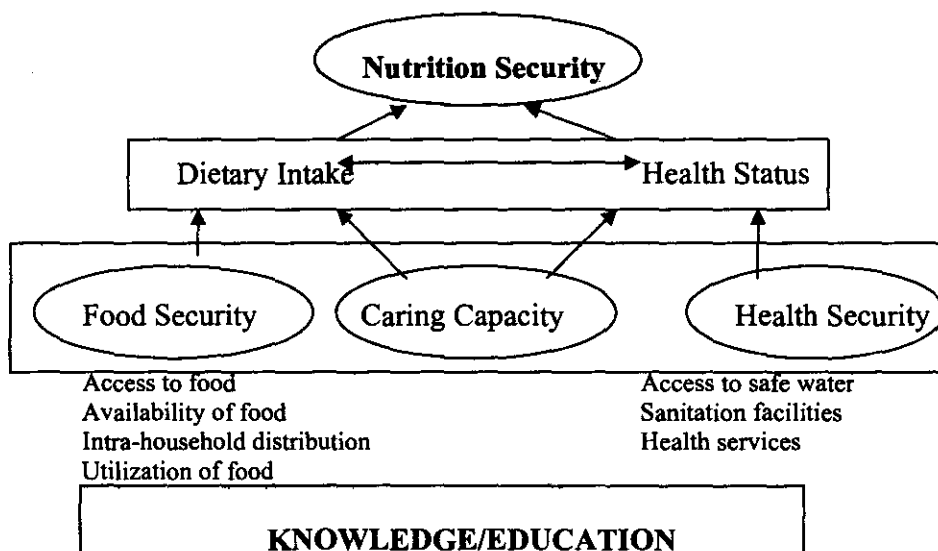 Nutrition Security
Dietary Intake Health Status
Food Security Caring Capacity Health Security
Access to food Access to safe water
Availability of food Sanitation facilities
Intra-household distribution Health services
Utilization of food
KNOWLEDGE/EDUCATION